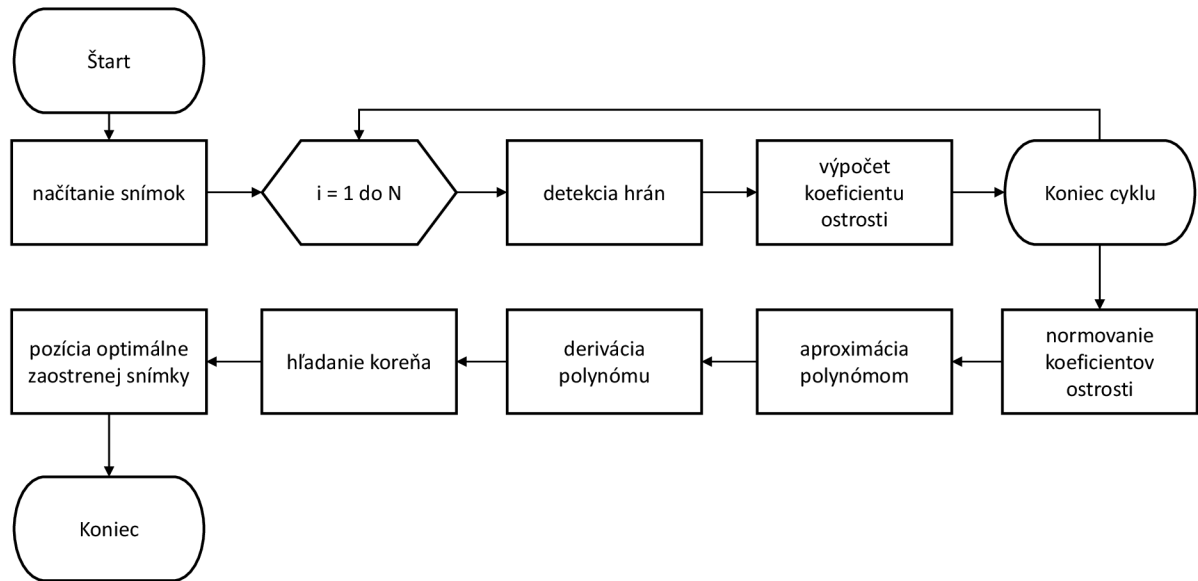 Štart
načítanie snímok
i = 1 do N
detekcia hrán
výpočet
koeficientu
ostrosti
Koniec cyklu
normovanie
koeficientov
ostrosti
aproximácia
polynómom
derivácia
polynómu
hľadanie koreňa
pozícia optimálne
zaostrenej snímky
Koniec